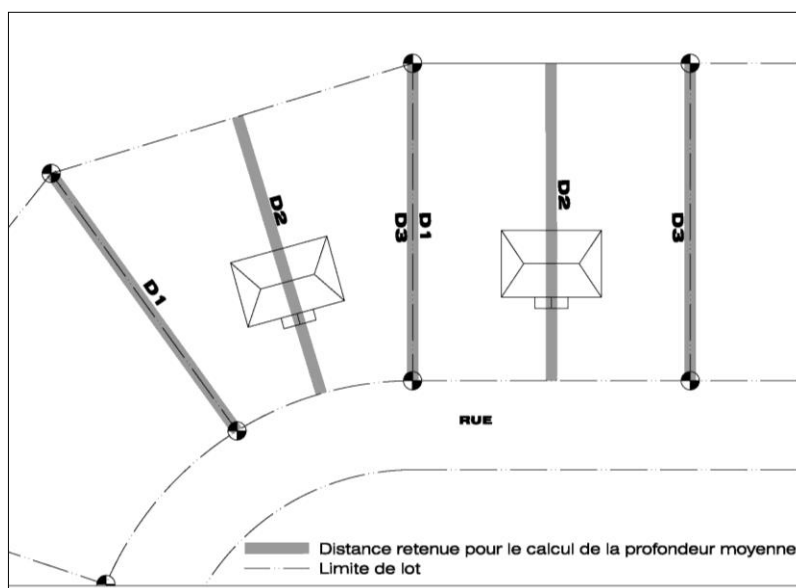 D1
D2
D3
D1
D2
D3
RUE
Distance retenue pour le calcul de la profondeur moyenne
Limite de lot